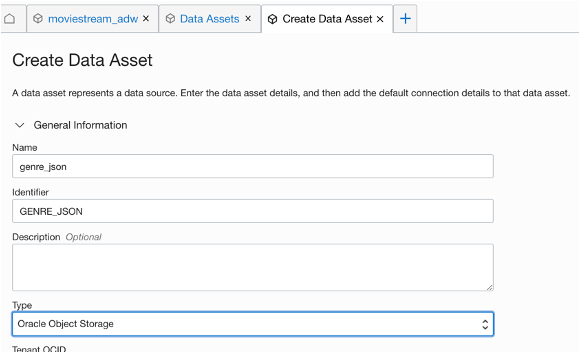 moviestream_adw × Data Assets × Create Data Asset × +
Create Data Asset
A data asset represents a data source. Enter the data asset details, and then add the default connection details to that data asset.
General Information
Name
genre_json
Identifier
GENRE_JSON
Description Optional
Type
Oracle Object Storage
Tenant OCID